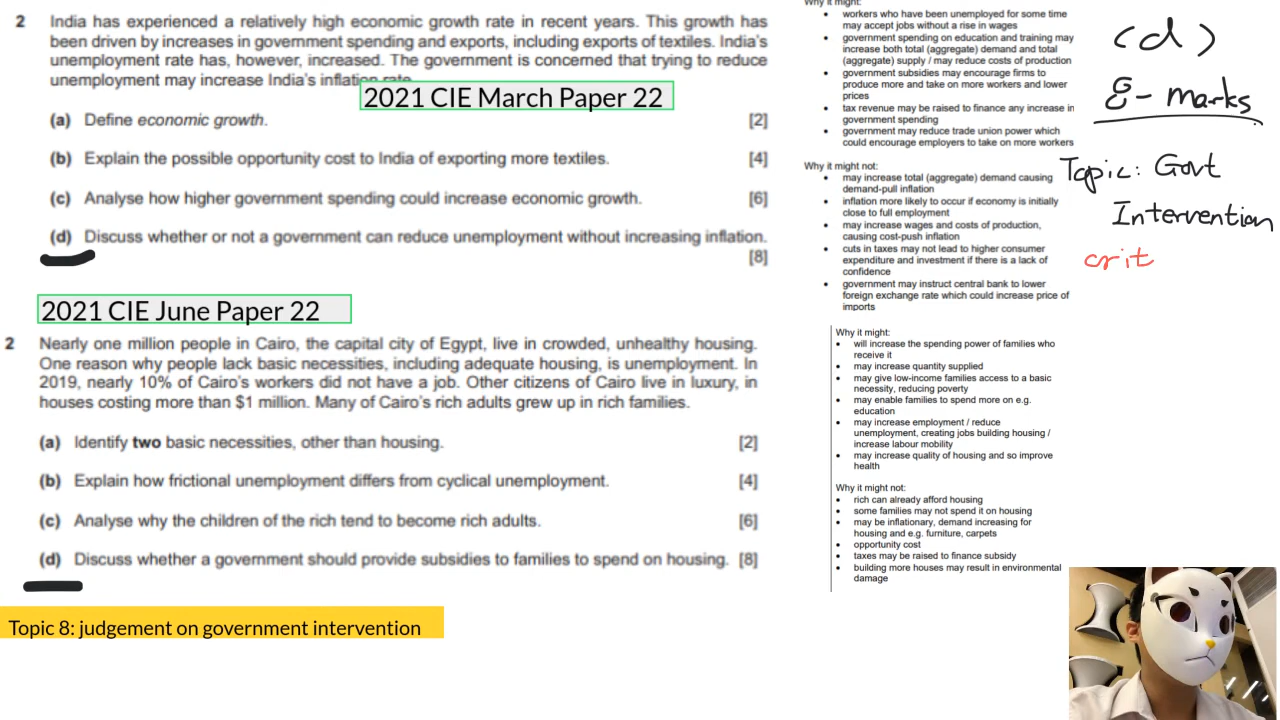 2 India has experienced a relatively high economic growth rate in recent years. This growth has
been driven by increases in government spending and exports, including exports of textiles. India's
unemployment rate has, however, increased. The government is concerned that trying to reduce
unemployment may increase India's inflation rate.
2021 CIE March Paper 22
(a) Define economic growth. [2]
(b) Explain the possible opportunity cost to India of exporting more textiles. [4]
(c) Analyse how higher government spending could increase economic growth. [6]
(d) Discuss whether or not a government can reduce unemployment without increasing inflation.
[8]
2021 CIE June Paper 22
2 Nearly one million people in Cairo, the capital city of Egypt, live in crowded, unhealthy housing.
One reason why people lack basic necessities, including adequate housing, is unemployment. In
2019, nearly 10% of Cairo's workers did not have a job. Other citizens of Cairo live in luxury, in
houses costing more than $1 million. Many of Cairo's rich adults grew up in rich families.
(a) Identify two basic necessities, other than housing. [2]
(b) Explain how frictional unemployment differs from cyclical unemployment. [4]
(c) Analyse why the children of the rich tend to become rich adults. [6]
(d) Discuss whether a government should provide subsidies to families to spend on housing. [8]
Topic 8: judgement on government intervention
Why it might:
• workers who have been unemployed for some time
may accept jobs without a rise in wages
• government spending on education and training may
increase both total (aggregate) demand and total
(aggregate) supply / may reduce costs of production
• government subsidies may encourage firms to
produce more and take on more workers and lower
prices
• tax revenue may be raised to finance any increase in
government spending
• government may reduce trade union power which
could encourage employers to take on more workers
Why it might not:
• may increase total (aggregate) demand causing
demand-pull inflation
• inflation more likely to occur if economy is initially
close to full employment
• may increase wages and costs of production,
causing cost-push inflation
• cuts in taxes may not lead to higher consumer
expenditure and investment if there is a lack of
confidence
• government may instruct central bank to lower
foreign exchange rate which could increase price of
imports
Why it might:
• will increase the spending power of families who
receive it
• may increase quantity supplied
• may give low-income families access to a basic
necessity, reducing poverty
• may enable families to spend more on e.g.
education
• may increase employment / reduce
unemployment, creating jobs building housing /
increase labour mobility
• may increase quality of housing and so improve
health
Why it might not:
• rich can already afford housing
• some families may not spend it on housing
• may be inflationary, demand increasing for
housing and e.g. furniture, carpets
• opportunity cost
• taxes may be raised to finance subsidy
• building more houses may result in environmental
damage
(d)
8- marks
Topic: Govt
Intervention
crit